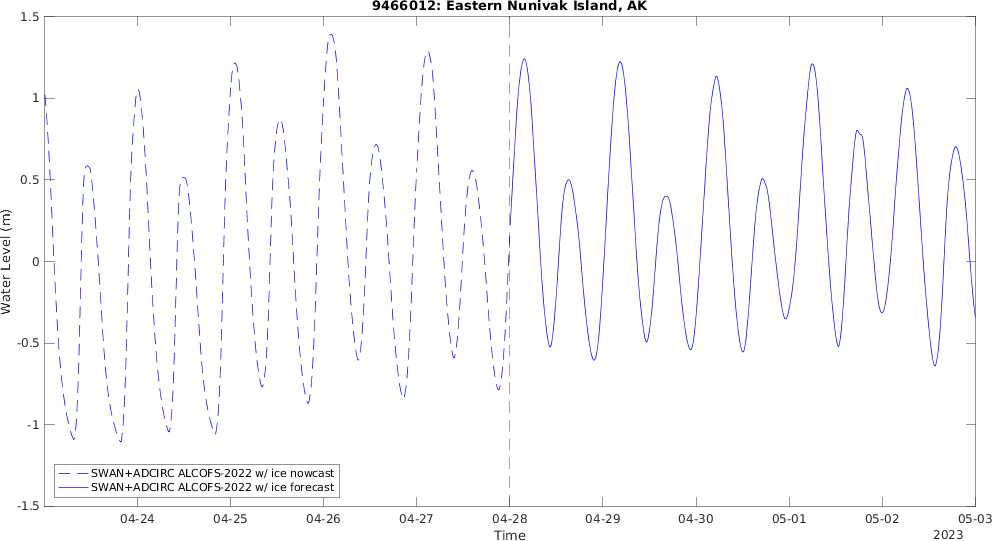 9466012: Eastern Nunivak Island, AK
1.5
1
0.5
0
-0.5
-1
-1.5
Water Level (m)
SWAN+ADCIRC ALCOFS-2022 w/ ice nowcast
SWAN+ADCIRC ALCOFS-2022 w/ ice forecast
04-24 04-25 04-26 04-27 04-28 04-29 04-30 05-01 05-02 05-03
Time
2023